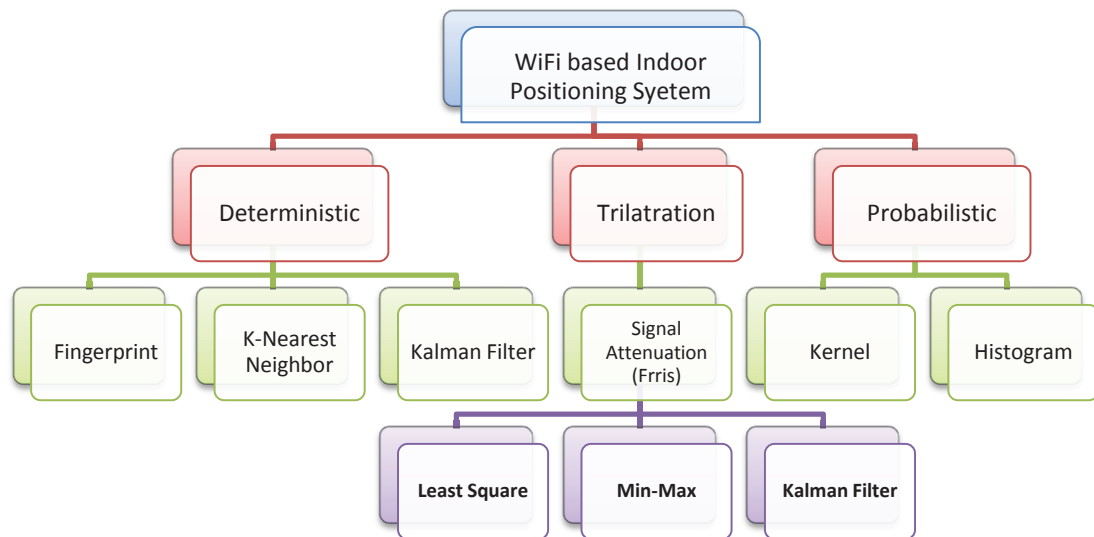 WiFi based Indoor
Positioning Syetem
Deterministic
Trilatration
Probabilistic
Fingerprint
K-Nearest
Neighbor
Kalman Filter
Signal
Attenuation
(Frris)
Kernel
Histogram
Least Square
Min-Max
Kalman Filter